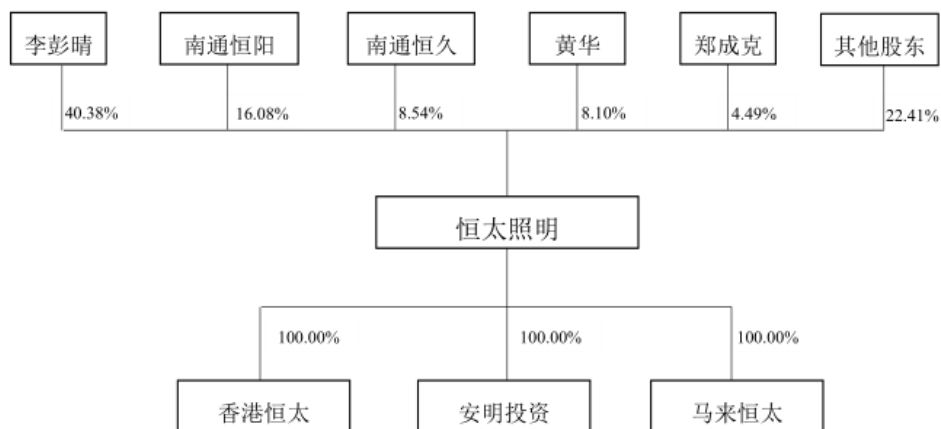 李彭晴 南通恒阳 南通恒久 黄华 郑成克 其他股东
40.38% 16.08% 8.54% 8.10% 4.49% 22.41%
恒太照明
100.00% 100.00% 100.00%
香港恒太 安明投资 马来恒太